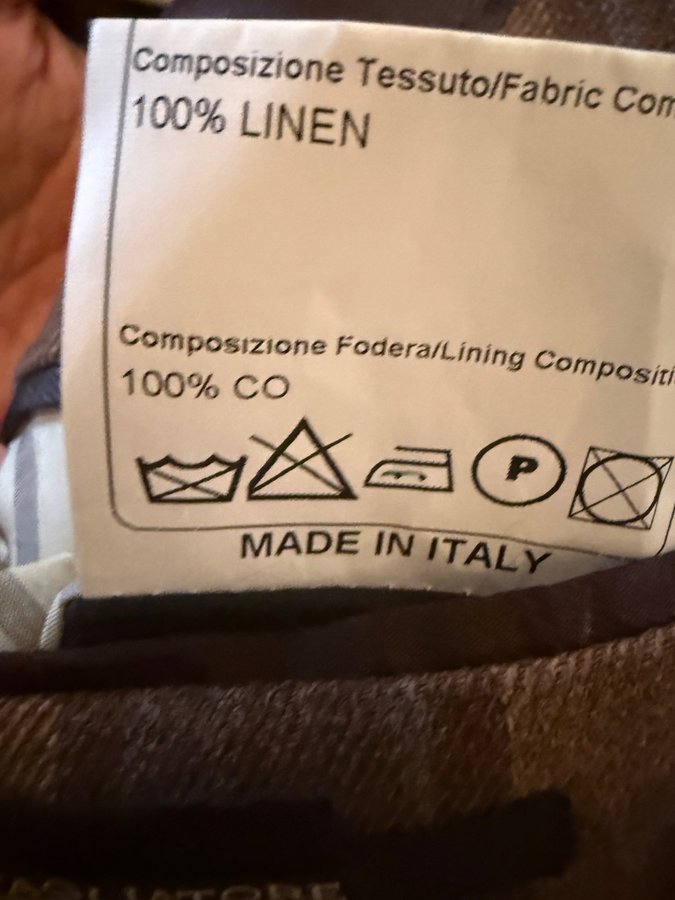 Composizione Tessuto/Fabric Com
100% LINEN
Composizione Fodera/Lining Compositi
100% CO
P
MADE IN ITALY